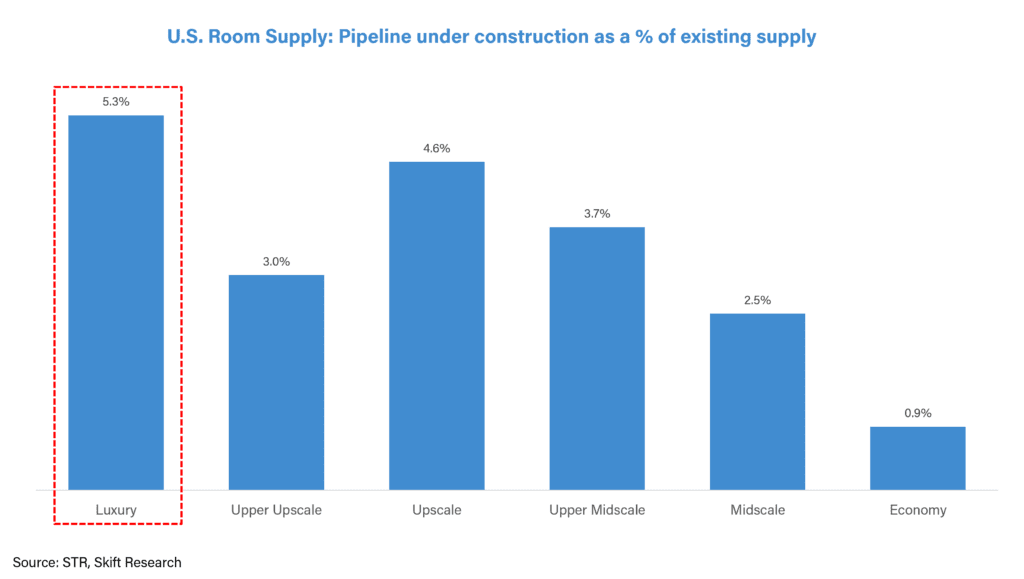 U.S. Room Supply: Pipeline under construction as a % of existing supply
5.3%
3.0%
4.6%
3.7%
2.5%
0.9%
Luxury
Upper Upscale
Upscale
Upper Midscale
Midscale
Economy
Source: STR, Skift Research